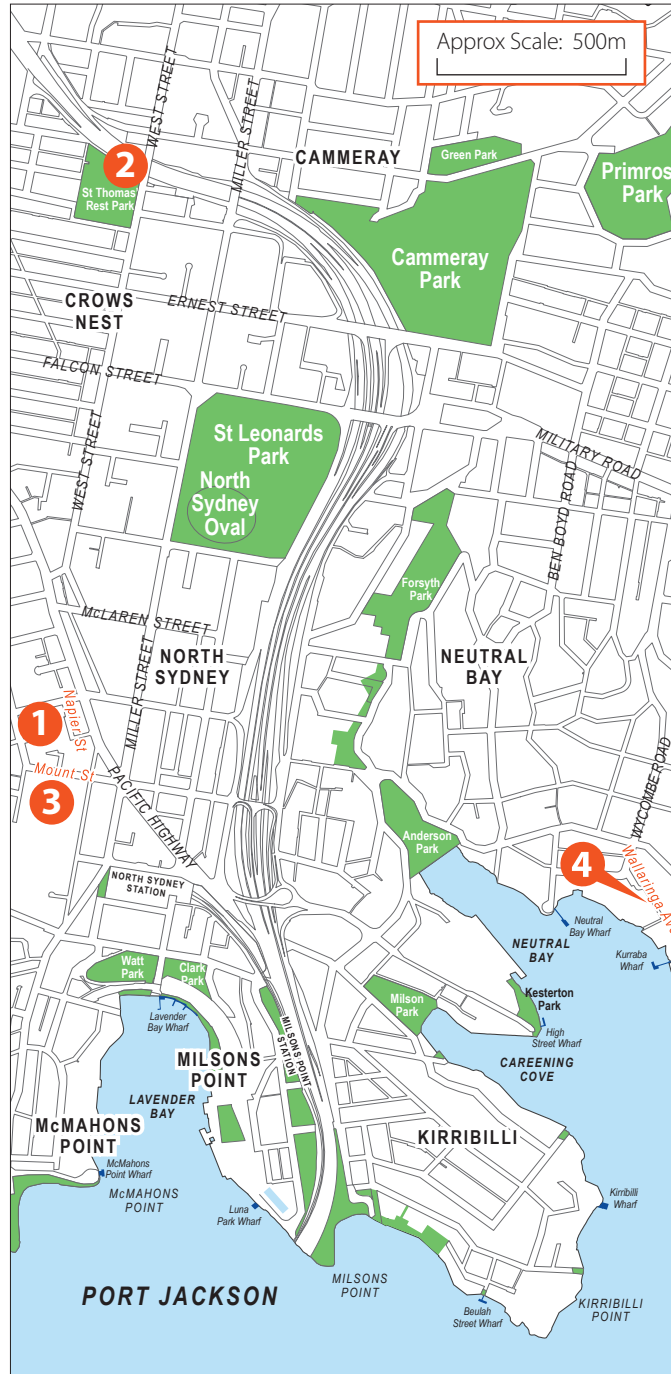 Approx Scale: 500m
WEST STREET
MILLER STREET
CAMMERAY
Green Park
2
St Thomas
Rest Park
Primros
Park
Cammeray
Park
CROWS
NEST
ERNEST STREET
FALCON STREET
St Leonards
Park
North
Sydney
Oval
MILITARY ROAD
WEST STREET
BEN BOYD ROAD
Forsyth
Park
McLAREN STREET
NORTH
SYDNEY
NEUTRAL
BAY
MILLER STREET
1
Napier St
Mount St
3
PACIFIC HIGHWAY
WYCOMBE ROAD
Anderson
Park
4
Wallaringa Ave
NORTH SYDNEY
STATION
Neutral
Bay Wharf
NEUTRAL
BAY
Kurraba
Wharf
Watt
Park
Clark
Park
Milson
Park
Kesterton
Park
Lavender
Bay Wharf
MILSONS POINT
STATION
High
Street Wharf
MILSONS
POINT
CAREENING
COVE
LAVENDER
BAY
McMAHONS
POINT
KIRRIBILLI
McMahons
Point Wharf
McMAHONS
POINT
Luna
Park Wharf
Kirribilli
Wharf
MILSONS
POINT
PORT JACKSON
Beulah
Street Wharf
KIRRIBILLI
POINT